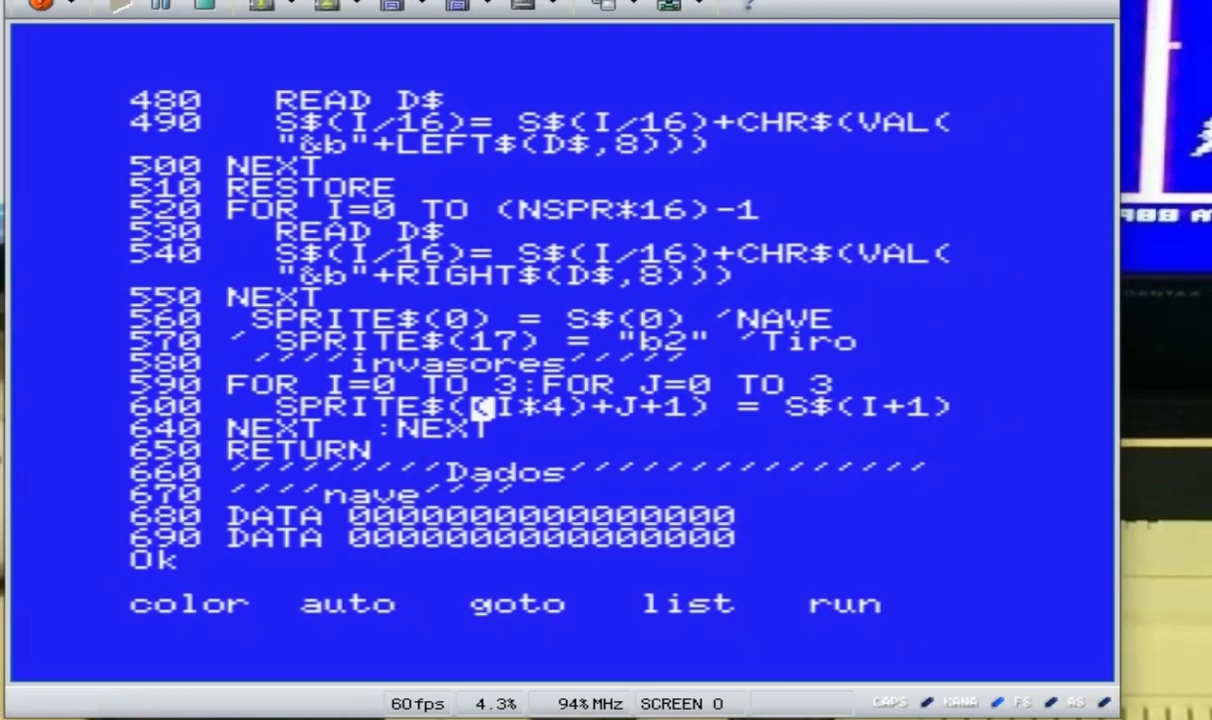 480   READ D$
490   S$(I/16)= S$(I/16)+CHR$(VAL(
"&b"+LEFT$(D$,8)))
500 NEXT
510 RESTORE
520 FOR I=0 TO (NSPR*16)-1
530   READ D$
540   S$(I/16)= S$(I/16)+CHR$(VAL(
"&b"+RIGHT$(D$,8)))
550 NEXT
560  SPRITE$(0) = S$(0) 'NAVE
570 ' SPRITE$(17) = "b2" 'Tiro
580  ''''invasores'''''
590 FOR I=0 TO 3:FOR J=0 TO 3
600   SPRITE$((I*4)+J+1) = S$(I+1)
640 NEXT  :NEXT
650 RETURN
660 '''''''''Dados'''''''''''''''
670 ''''nave''''
680 DATA 0000000000000000
690 DATA 0000000000000000
Ok
color auto goto list run
60fps 4.3% 94%MHz SCREEN 0 CAPS KANA FS AS